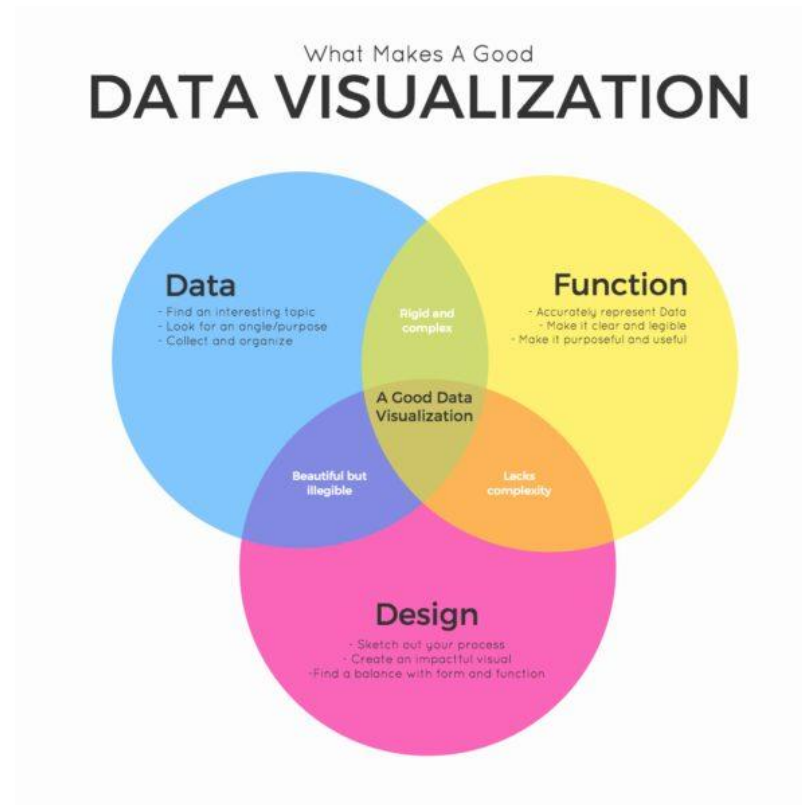 What Makes A Good
DATA VISUALIZATION
Data
- Find an interesting topic
- Look for an angle/purpose
- Collect and organize
Function
- Accurately represent Data
- Make it clear and legible
- Make it purposeful and useful
Rigid and
complex
A Good Data
Visualization
Beautiful but
illegible
Lacks
complexity
Design
- Sketch out your process
- Create an impactful visual
-Find a balance with form and function